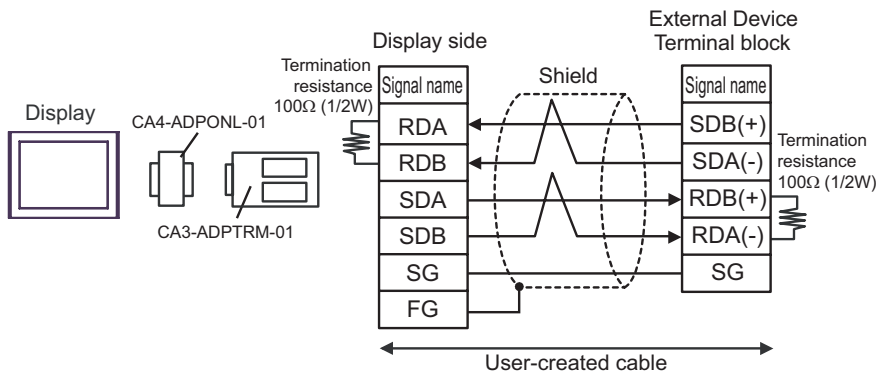 External Device
Terminal block
Display side
Termination
resistance
100Ω (1/2W)
Signal name
Shield
Signal name
Display
CA4-ADPONL-01
CA3-ADPTRM-01
RDA
SDB(+)
RDB
SDA(-)
Termination
resistance
100Ω (1/2W)
SDA
RDB(+)
SDB
RDA(-)
SG
SG
FG
User-created cable